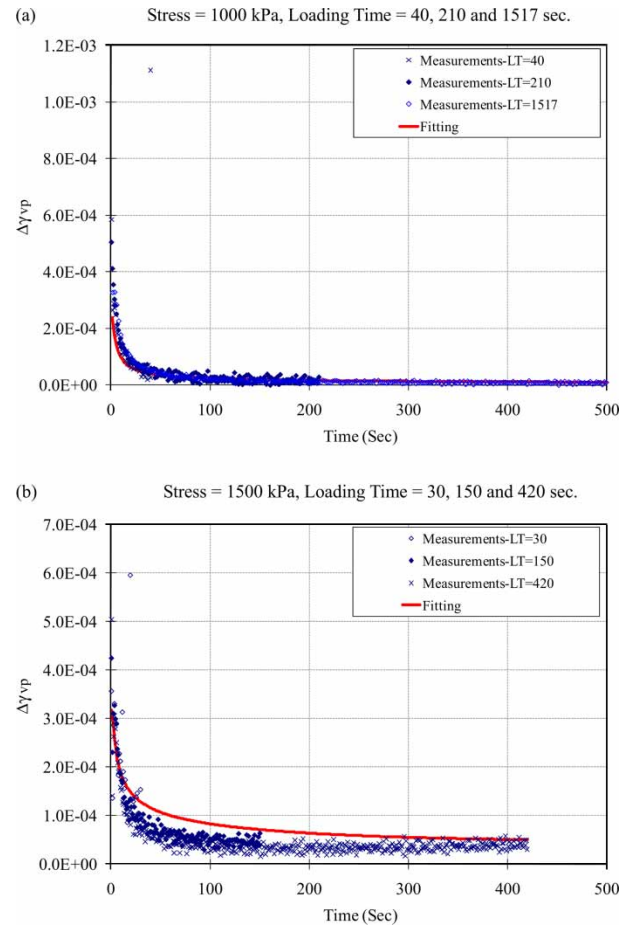 (a) Stress = 1000 kPa, Loading Time = 40, 210 and 1517 sec.
1.2E-03
1.0E-03
8.0E-04
6.0E-04
4.0E-04
2.0E-04
0.0E+00
Δγvp
Measurements-LT=40
Measurements-LT=210
Measurements-LT=1517
Fitting
0 100 200 300 400 500
Time (Sec)
(b) Stress = 1500 kPa, Loading Time = 30, 150 and 420 sec.
7.0E-04
6.0E-04
5.0E-04
4.0E-04
3.0E-04
2.0E-04
1.0E-04
0.0E+00
Δγvp
Measurements-LT=30
Measurements-LT=150
Measurements-LT=420
Fitting
0 100 200 300 400 500
Time (Sec)